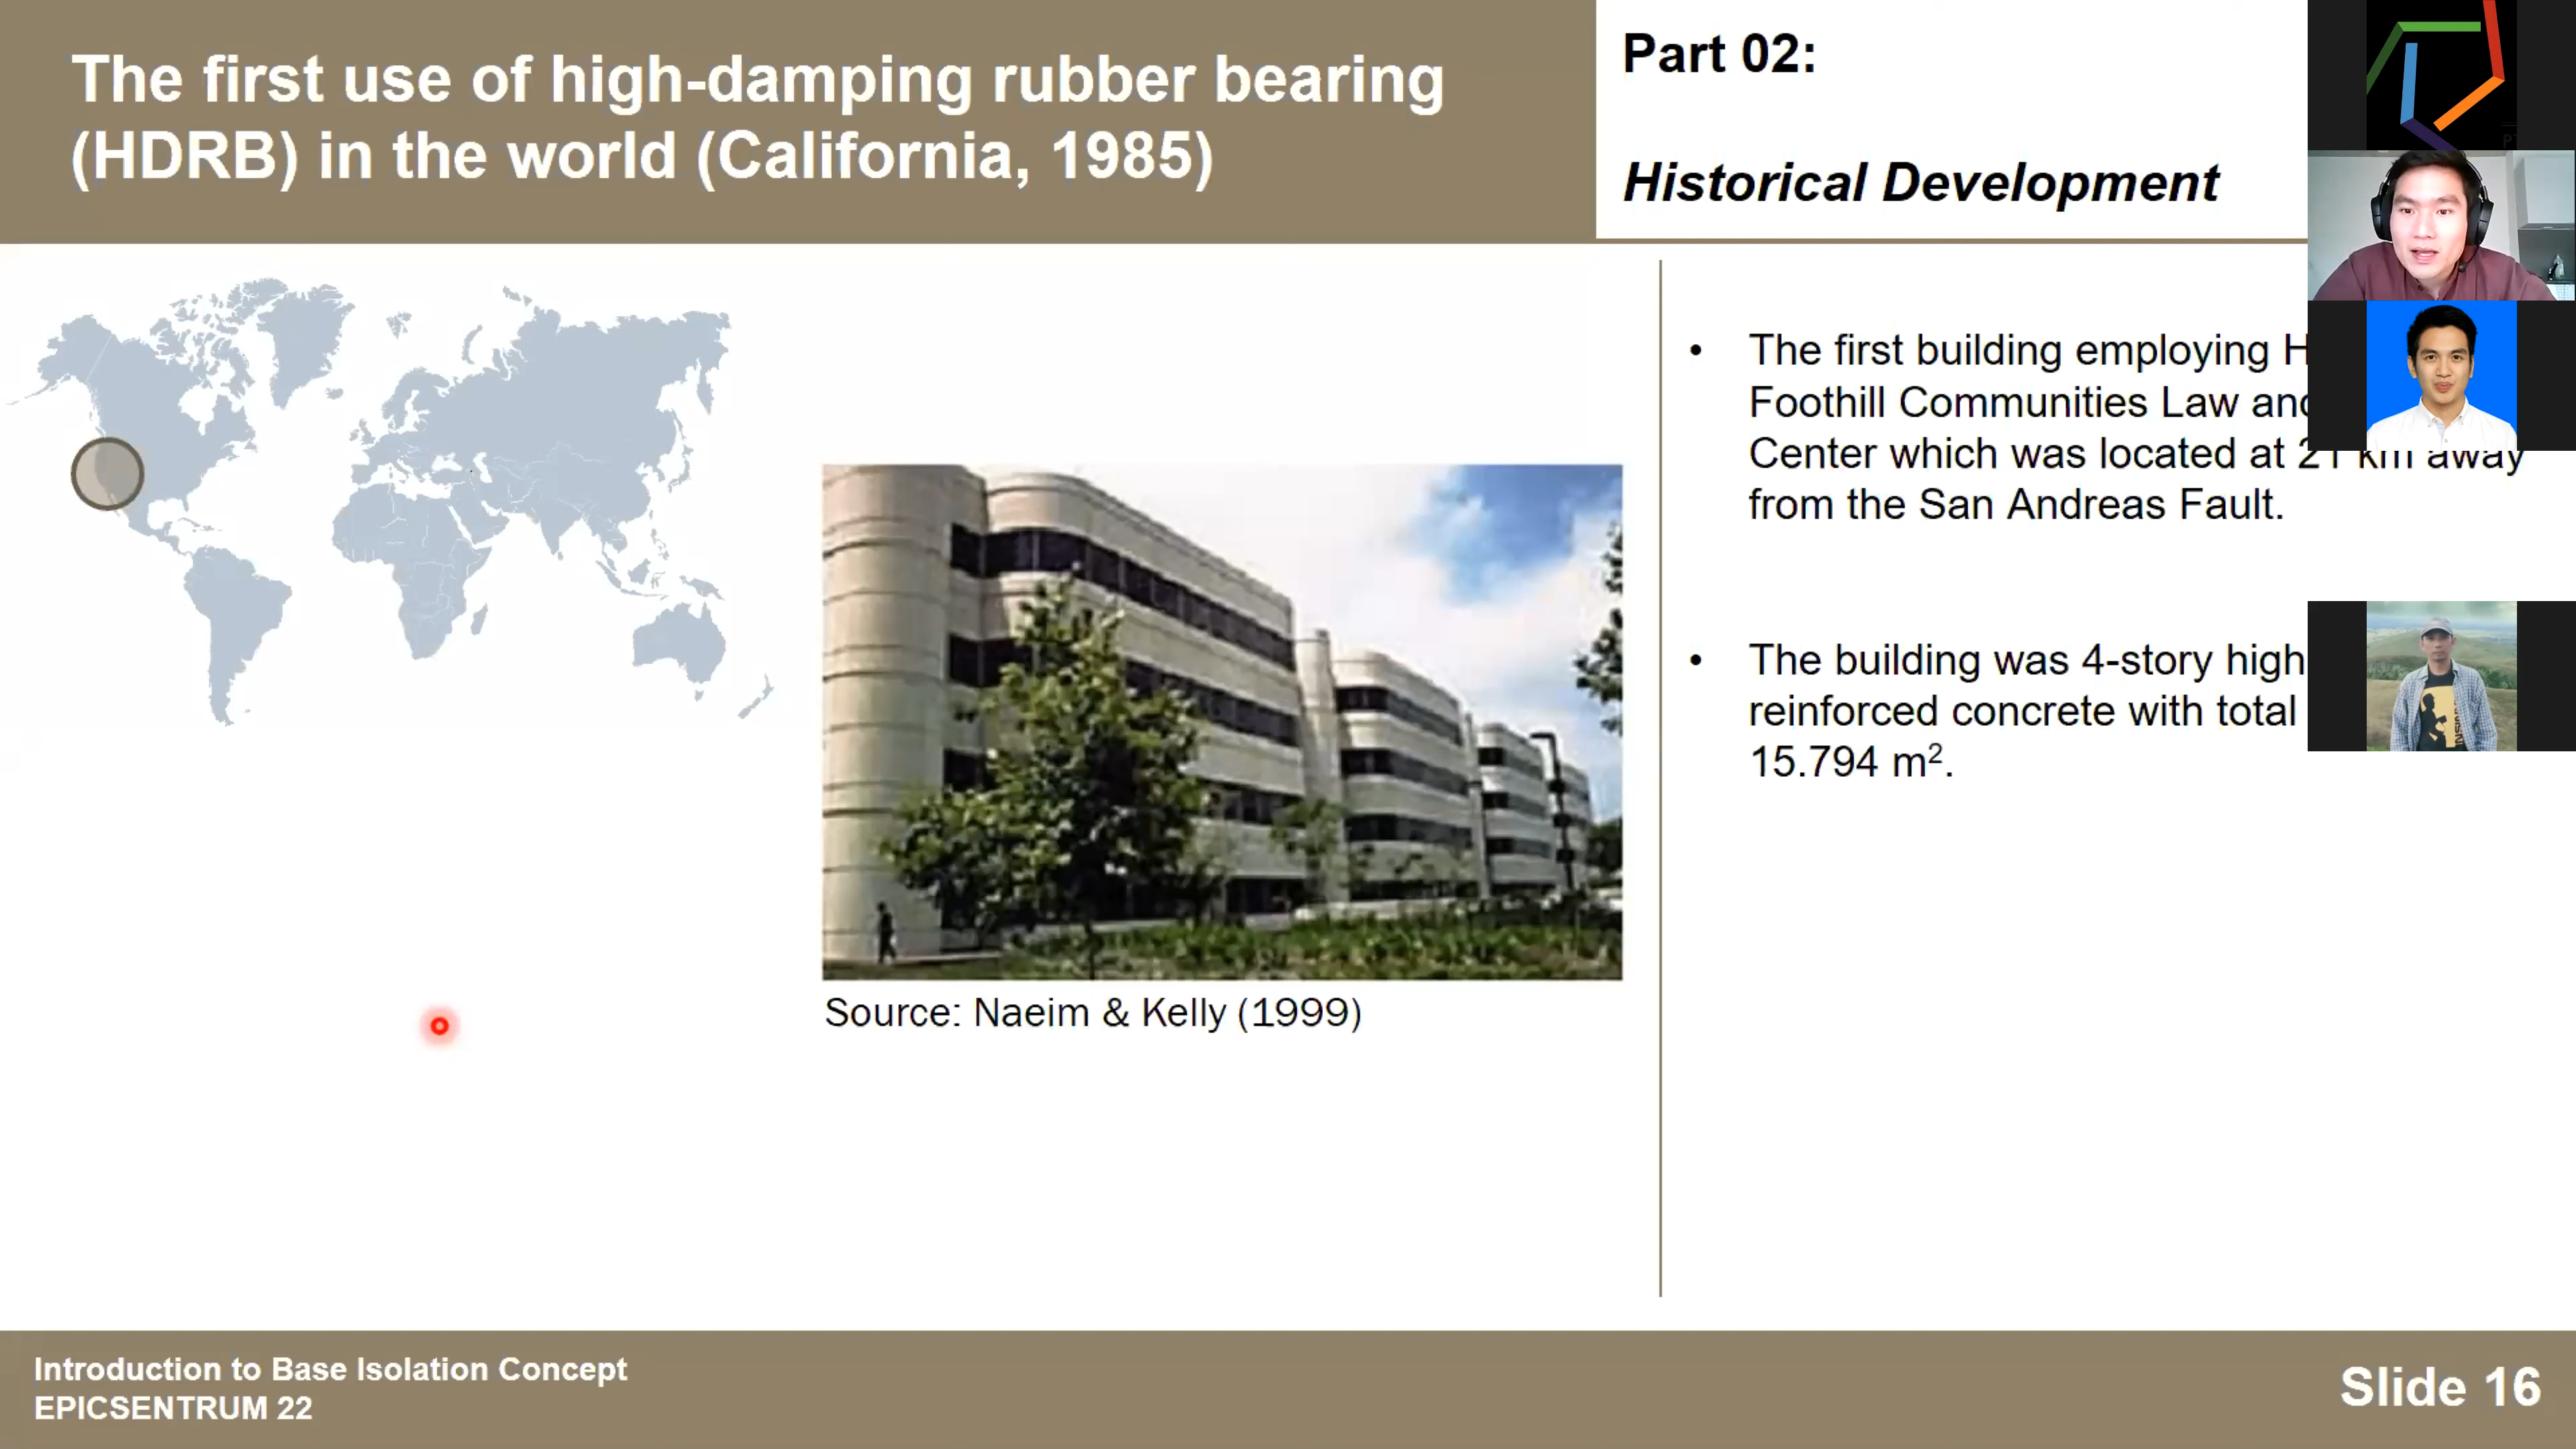 The first use of high-damping rubber bearing
(HDRB) in the world (California, 1985)
Part 02:
Historical Development
• The first building employing
Foothill Communities Law and
Center which was located at 21 km away
from the San Andreas Fault.
• The building was 4-story high
reinforced concrete with total
15.794 m².
Source: Naeim & Kelly (1999)
Introduction to Base Isolation Concept
EPICSENTRUM 22
Slide 16